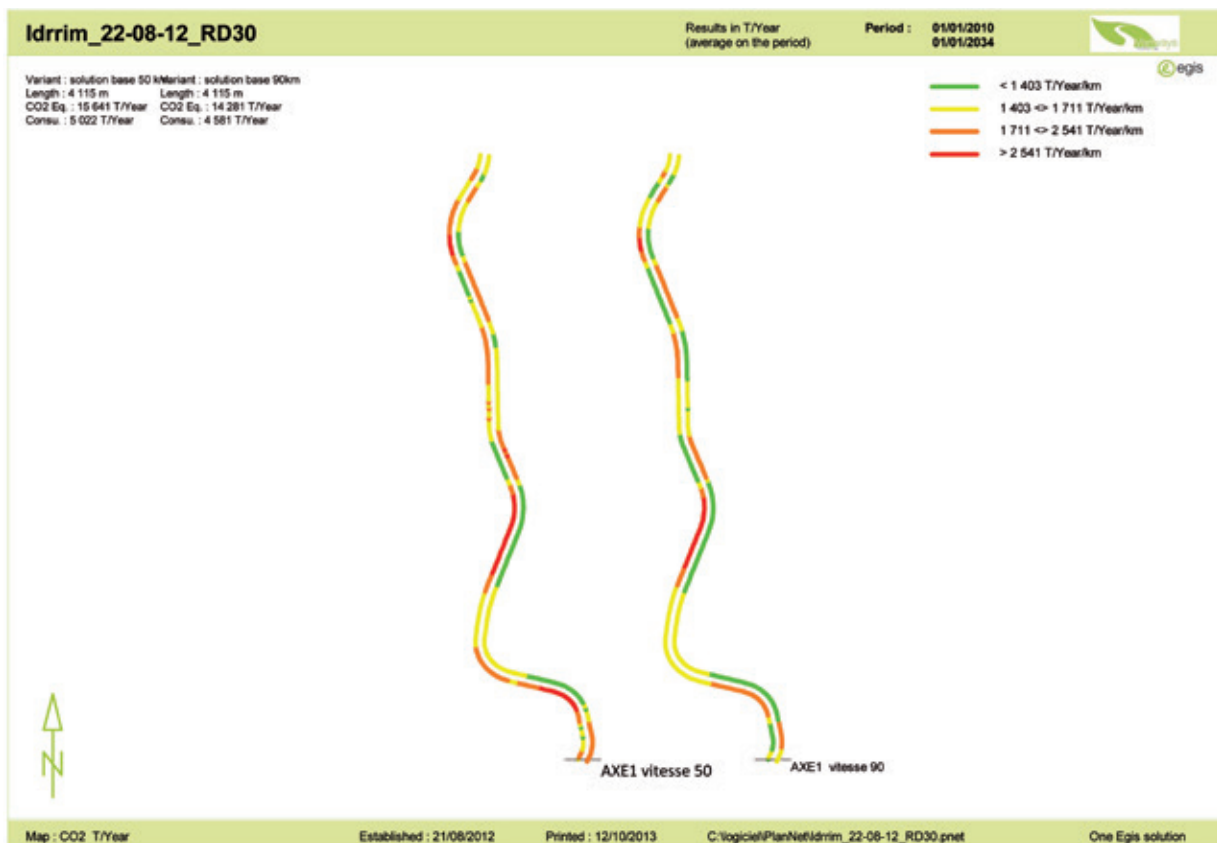 Idrrim_22-08-12_RD30
Results in T/Year
(average on the period)
Period : 01/01/2010
01/01/2034
egis
Variant : solution base 50 Variant : solution base 90km
Length : 4 115 m Length : 4 115 m
CO2 Eq. : 15 641 T/Year CO2 Eq. : 14 281 T/Year
Consu. : 5 022 T/Year Consu. : 4 581 T/Year
< 1 403 T/Year/km
1 403 <> 1 711 T/Year/km
1 711 <> 2 541 T/Year/km
> 2 541 T/Year/km
N
AXE1 vitesse 50
AXE1 vitesse 90
Map : CO2 T/Year
Established : 21/08/2012
Printed : 12/10/2013
C:\logiciel\PlanNet\Idrrim_22-08-12_RD30.pnet
One Egis solution